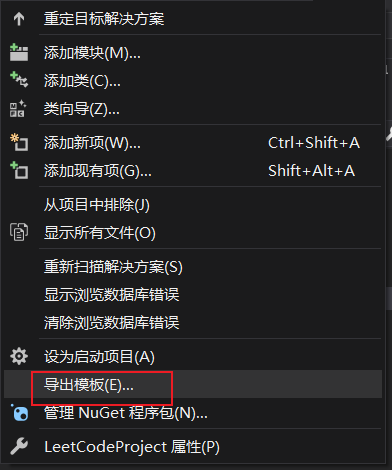 重定目标解决方案
添加模块(M)...
添加类(C)...
类向导(Z)...
添加新项(W)... Ctrl+Shift+A
添加现有项(G)... Shift+Alt+A
从项目中排除(J)
显示所有文件(O)
重新扫描解决方案(S)
显示浏览数据库错误
清除浏览数据库错误
设为启动项目(A)
导出模板(E)...
管理 NuGet 程序包(N)...
LeetCodeProject 属性(P)